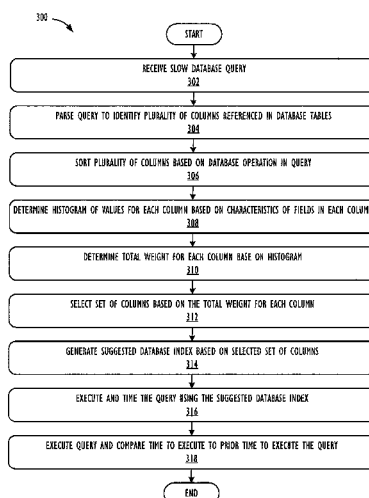 300
START
RECEIVE SLOW DATABASE QUERY
302
PARSE QUERY TO IDENTIFY PLURALITY OF COLUMNS REFERENCED IN DATABASE TABLES
304
SORT PLURALITY OF COLUMNS BASED ON DATABASE OPERATION IN QUERY
306
DETERMINE HISTOGRAM OF VALUES FOR EACH COLUMN BASED ON CHARACTERISTICS OF FIELDS IN EACH COLUM
308
DETERMINE TOTAL WEIGHT FOR EACH COLUMN BASE ON HISTOGRAM
310
SELECT SET OF COLUMNS BASED ON THE TOTAL WEIGHT FOR EACH COLUMN
312
GENERATE SUGGESTED DATABASE INDEX BASED ON SELECTED SET OF COLUMNS
314
EXECUTE AND TIME THE QUERY USING THE SUGGESTED DATABASE INDEX
316
EXECUTE QUERY AND COMPARE TIME TO EXECUTE TO PRIOR TIME TO EXECUTE THE QUERY
318
END